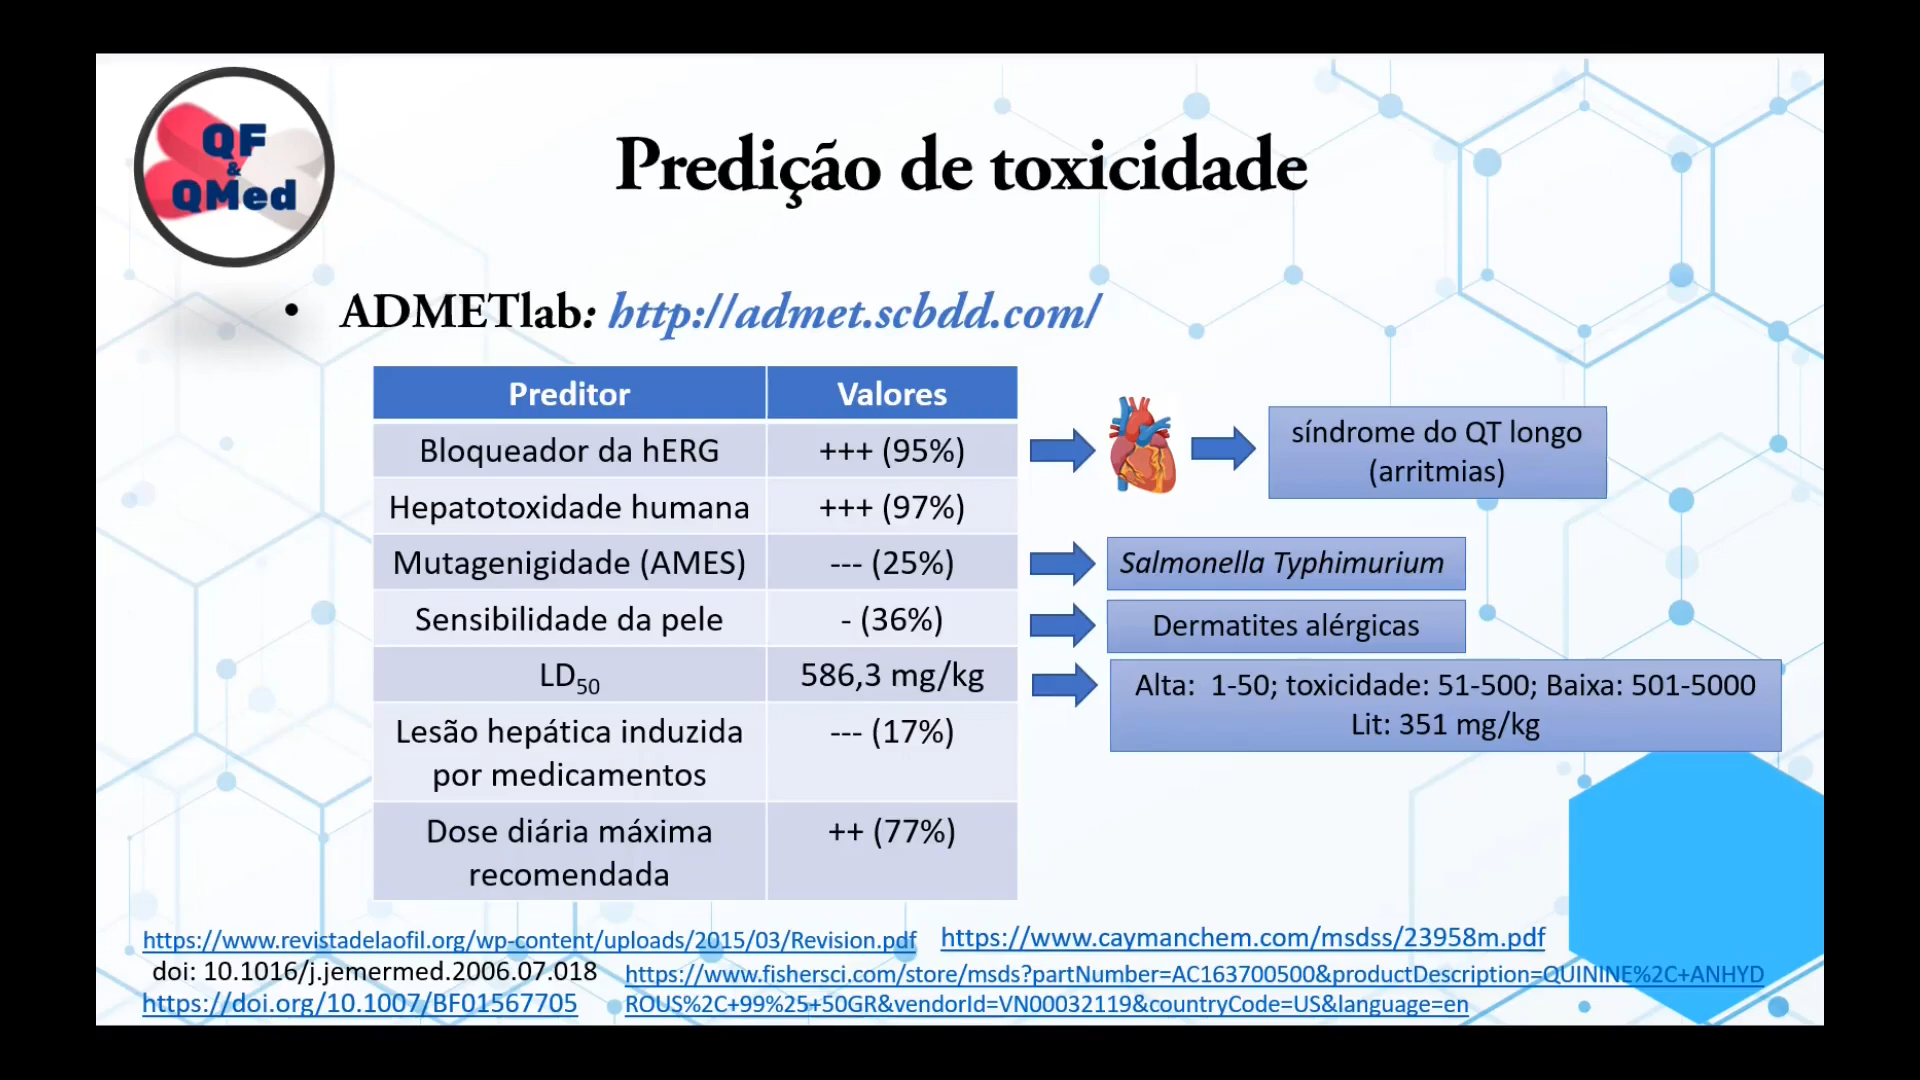 QF
&
QMed
Predição de toxicidade
• ADMETlab: http://admet.scbdd.com/
Preditor Valores
Bloqueador da hERG +++ (95%)
síndrome do QT longo
(arritmias)
Hepatotoxidade humana +++ (97%)
Mutagenigidade (AMES) --- (25%)
Salmonella Typhimurium
Sensibilidade da pele - (36%)
Dermatites alérgicas
LD50 586,3 mg/kg
Alta: 1-50; toxicidade: 51-500; Baixa: 501-5000
Lit: 351 mg/kg
Lesão hepática induzida
por medicamentos
--- (17%)
Dose diária máxima
recomendada
++ (77%)
https://www.revistadelaofil.org/wp-content/uploads/2015/03/Revision.pdf
https://www.caymanchem.com/msdss/23958m.pdf
doi: 10.1016/j.jemermed.2006.07.018
https://doi.org/10.1007/BF01567705
https://www.fishersci.com/store/msds?partNumber=AC163700500&productDescription=QUININE%2C+ANHYD
ROUS%2C+99%25+50GR&vendorId=VN00032119&countryCode=US&language=en